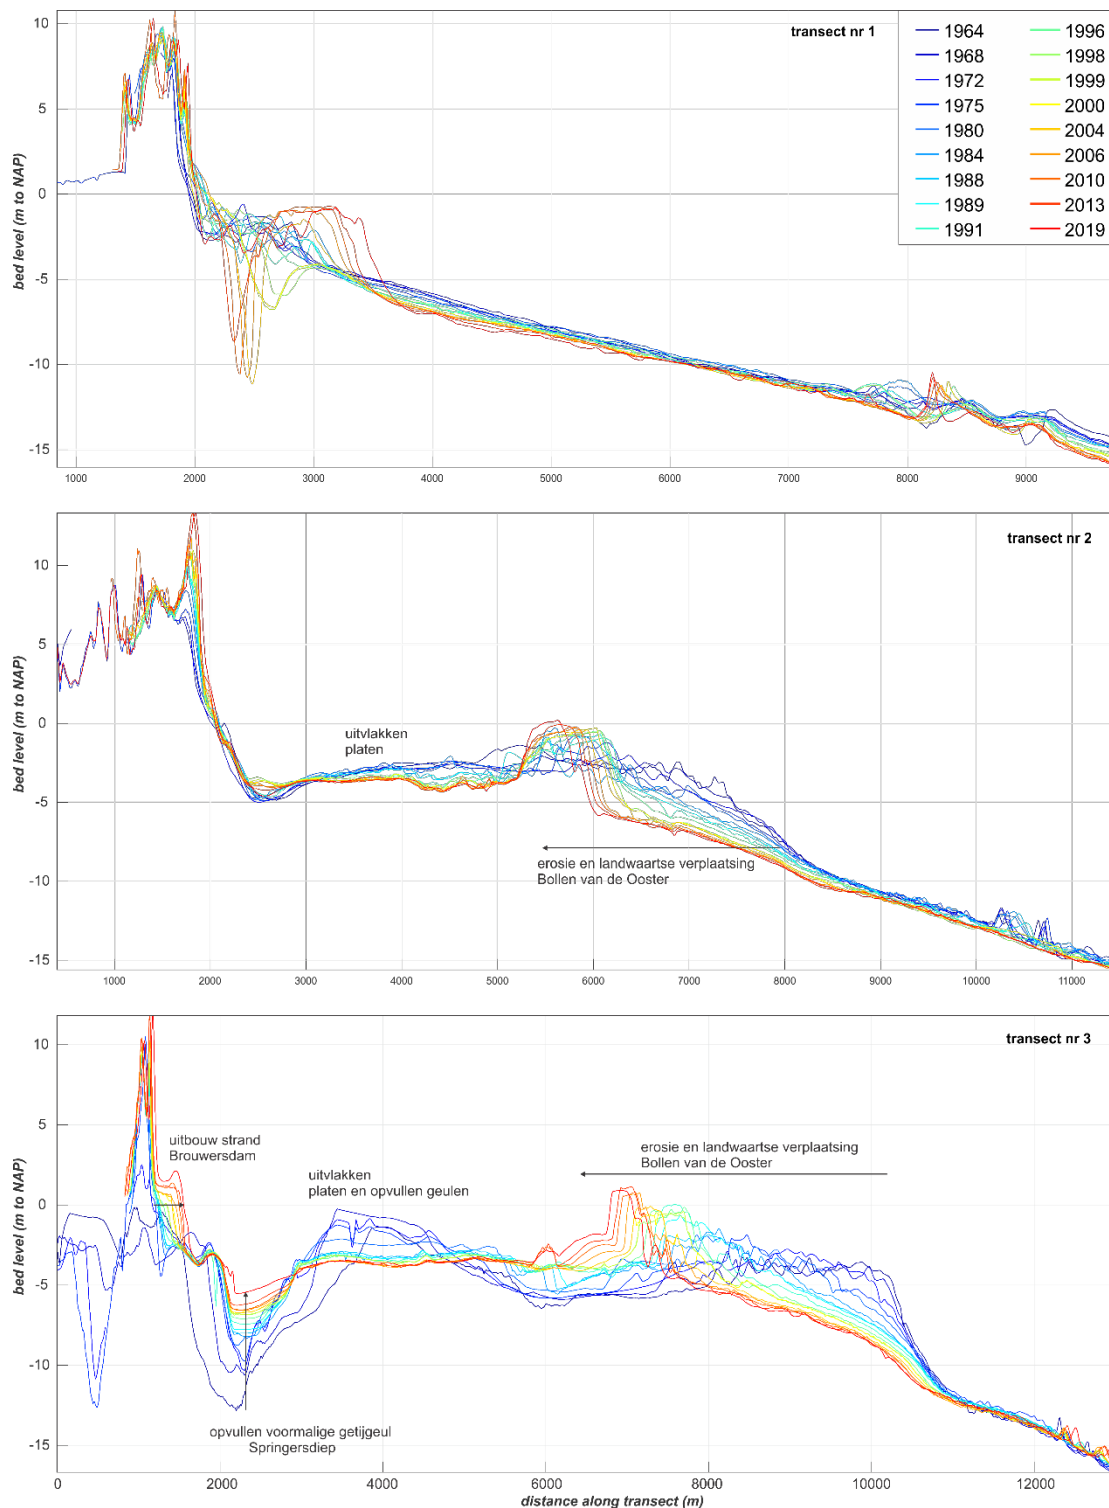 transect nr 1
1964
1968
1972
1975
1980
1984
1988
1989
1991
1996
1998
1999
2000
2004
2006
2010
2013
2019
bed level (m to NAP)
10
5
0
-5
-10
-15
1000 2000 3000 4000 5000 6000 7000 8000 9000
transect nr 2
bed level (m to NAP)
10
5
0
-5
-10
-15
uitvlakken
platen
erosie en landwaartse verplaatsing
Bollen van de Ooster
1000 2000 3000 4000 5000 6000 7000 8000 9000 10000 11000
transect nr 3
bed level (m to NAP)
10
5
0
-5
-10
-15
uitbouw strand
Brouwersdam
uitvlakken
platen en opvullen geulen
erosie en landwaartse verplaatsing
Bollen van de Ooster
opvullen voormalige getijgeul
Springersdiep
0 2000 4000 6000 8000 10000 12000
distance along transect (m)